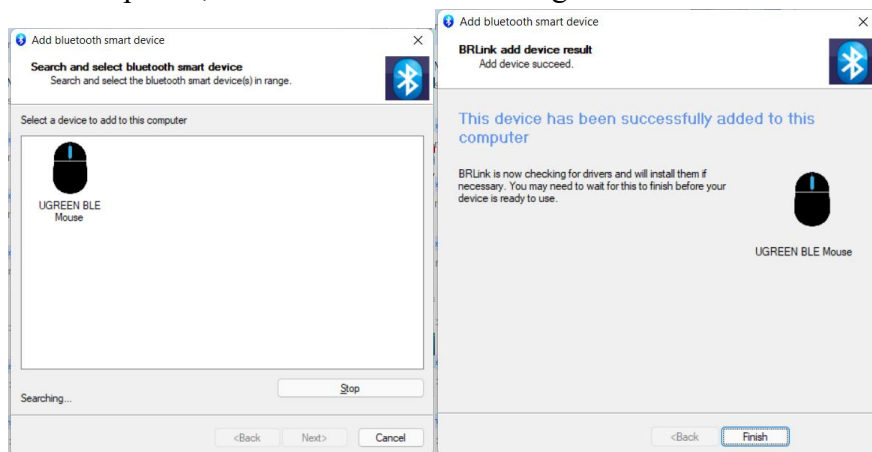 Add bluetooth smart device
Search and select bluetooth smart device
Search and select the bluetooth smart device(s) in range.
Select a device to add to this computer
UGREEN BLE
Mouse
Searching...
Stop
<Back Next> Cancel
Add bluetooth smart device
BRLink add device result
Add device succeed.
This device has been successfully added to this
computer
BRLink is now checking for drivers and will install them if
necessary. You may need to wait for this to finish before your
device is ready to use.
UGREEN BLE Mouse
<Back Finish